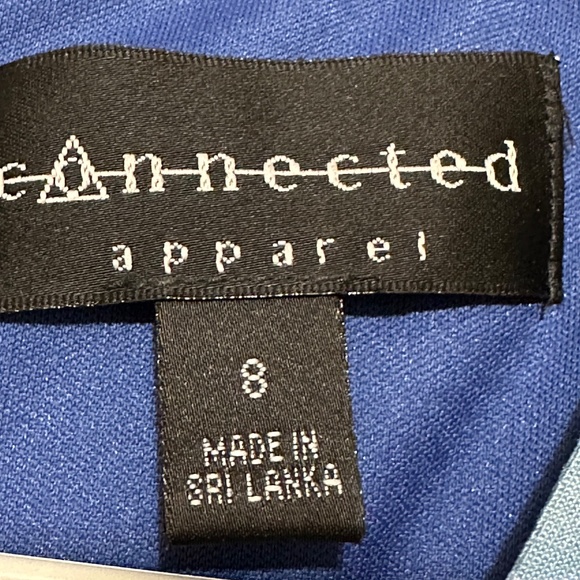 connected
apparel
8
MADE IN
SRI LANKA